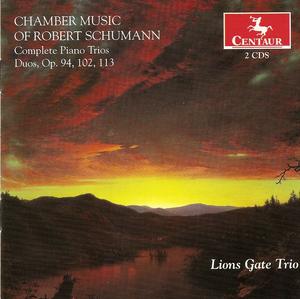 CHAMBER MUSIC
OF ROBERT SCHUMANN
Complete Piano Trios
Duos, Op. 94, 102, 113
CENTAUR
2 CDS
Lions Gate Trio